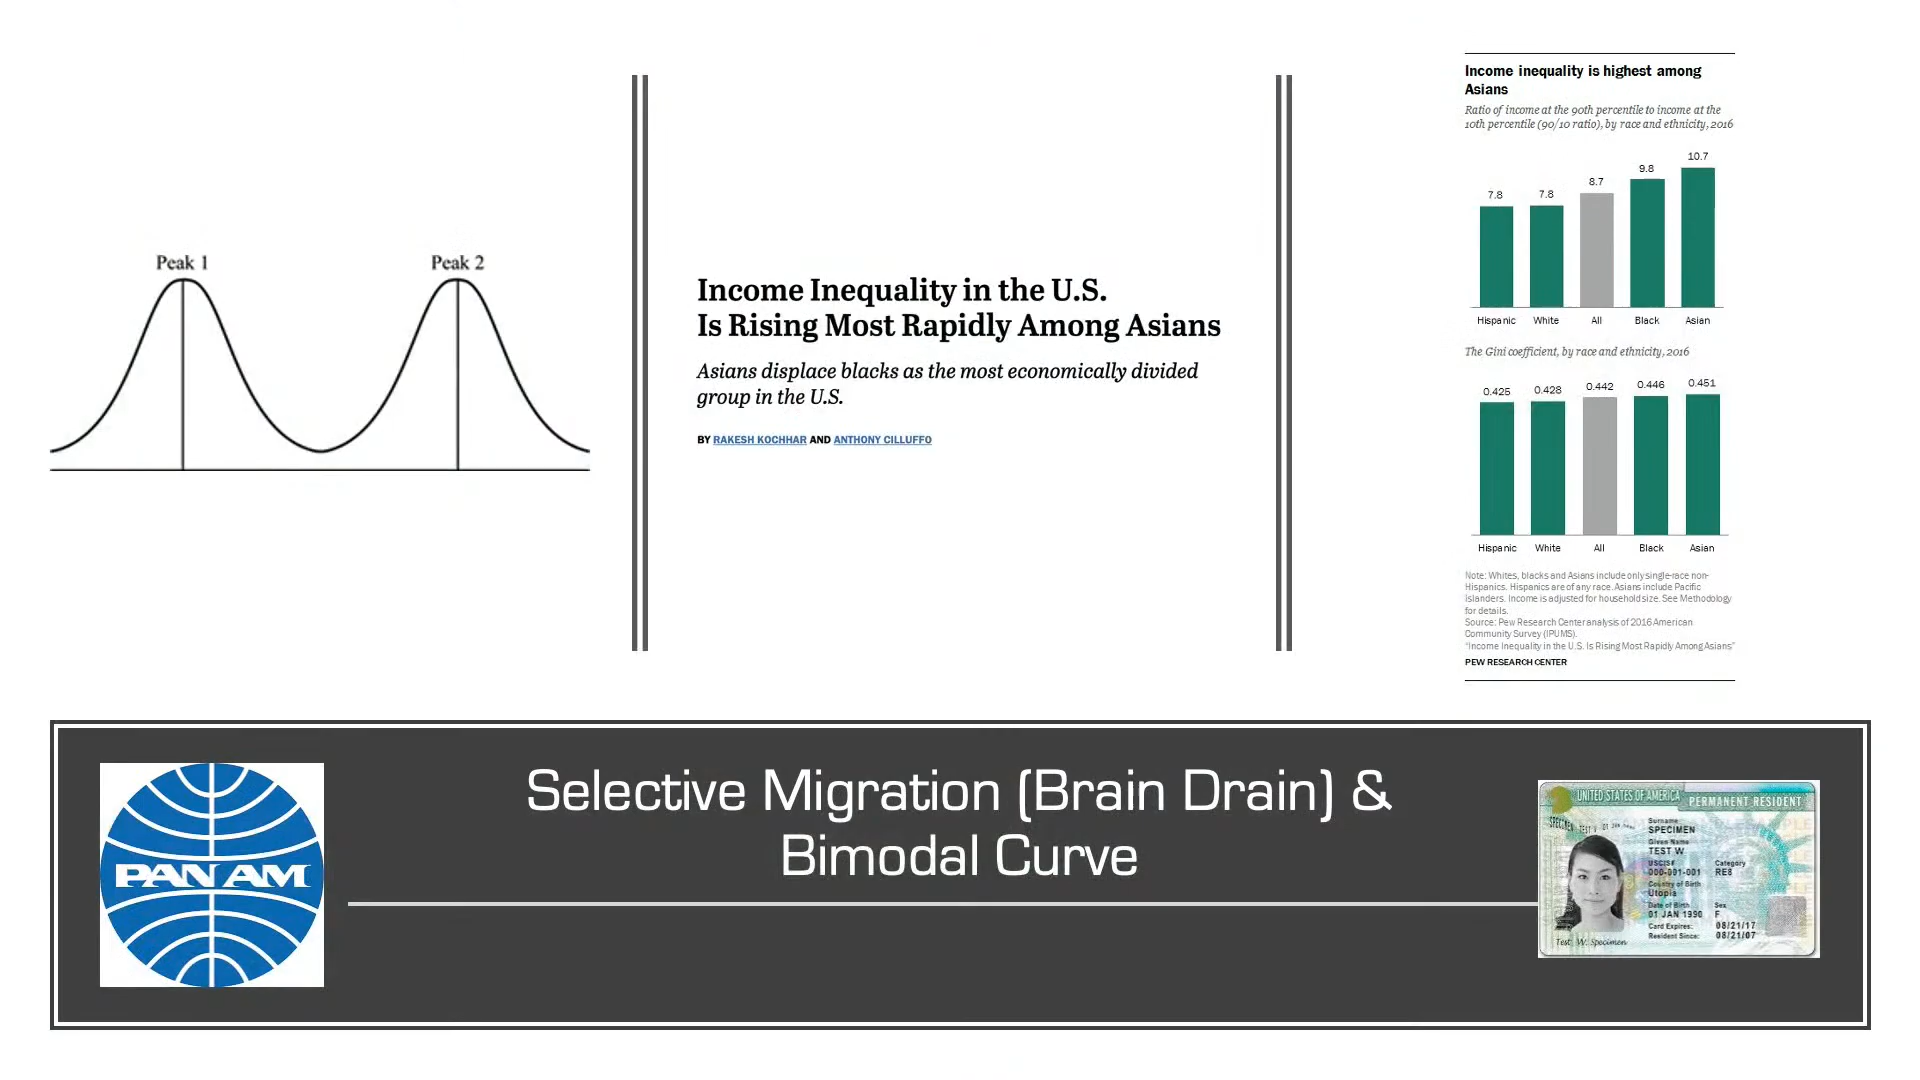 Peak 1
Peak 2
Income Inequality in the U.S.
Is Rising Most Rapidly Among Asians
Asians displace blacks as the most economically divided
group in the U.S.
BY RAKESH KOCHHAR AND ANTHONY CILLUFFO
Income inequality is highest among
Asians
Ratio of income at the 90th percentile to income at the
10th percentile (90/10 ratio), by race and ethnicity, 2016
7.8
7.8
8.7
9.8
10.7
Hispanic
White
All
Black
Asian
The Gini coefficient, by race and ethnicity, 2016
0.425
0.428
0.442
0.446
0.451
Hispanic
White
All
Black
Asian
Note: Whites, blacks and Asians include only single-race non-
Hispanics. Hispanics are of any race. Asians include Pacific
Islanders. Income is adjusted for household size. See Methodology
for details.
Source: Pew Research Center analysis of 2016 American
Community Survey (IPUMS).
"Income Inequality in the U.S. Is Rising Most Rapidly Among Asians"
PEW RESEARCH CENTER
Selective Migration (Brain Drain) &
Bimodal Curve
PAN AM
UNITED STATES OF AMERICA
PERMANENT RESIDENT
Surname
SPECIMEN
Given Name
TEST W
USCIS#
Category
000-001-001
RE8
Country of Birth
Utopia
Date of Birth
Sex
01 JAN 1990
F
Card Expires:
08/21/17
Resident Since:
08/21/07
Test W. Specimen